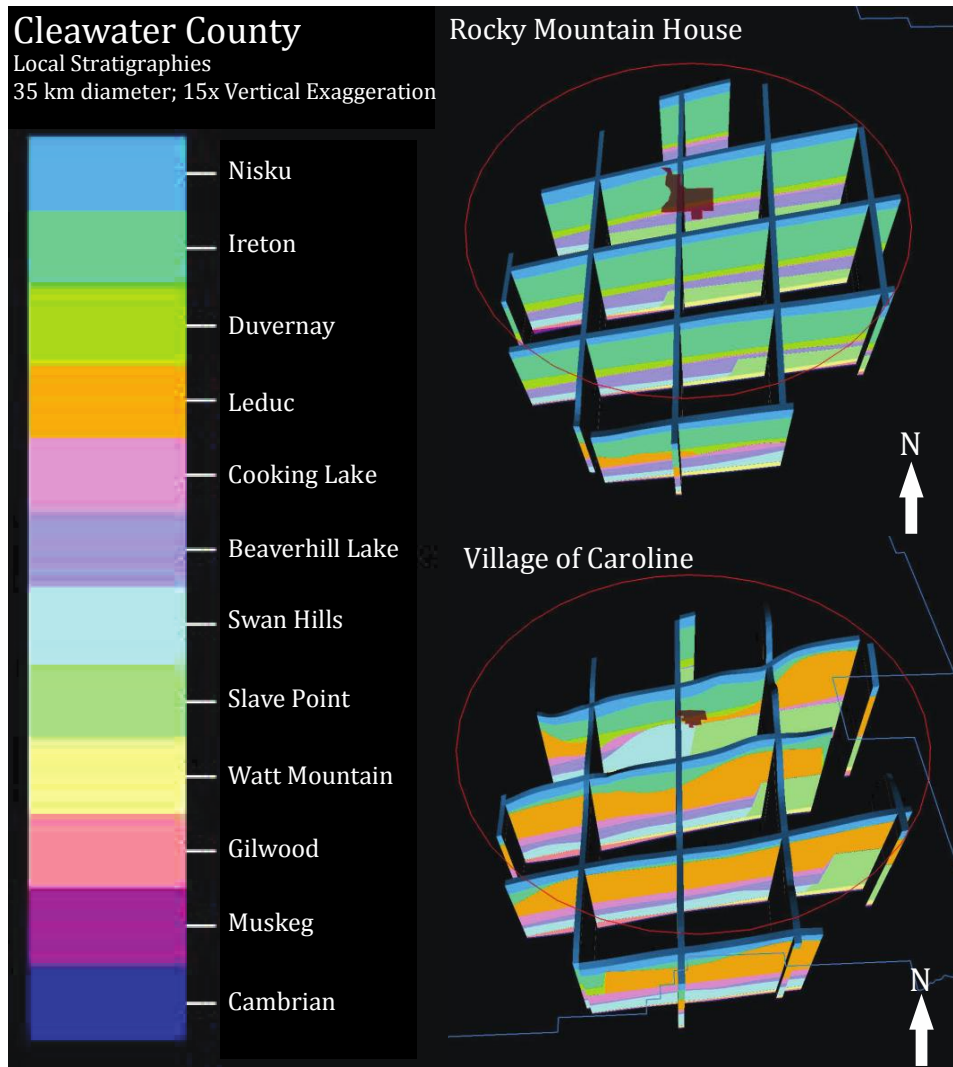 Cleawater County
Local Stratigraphies
35 km diameter; 15x Vertical Exaggeration
Nisku
Ireton
Duvernay
Leduc
Cooking Lake
Beaverhill Lake
Swan Hills
Slave Point
Watt Mountain
Gilwood
Muskeg
Cambrian
Rocky Mountain House
N
Village of Caroline
N